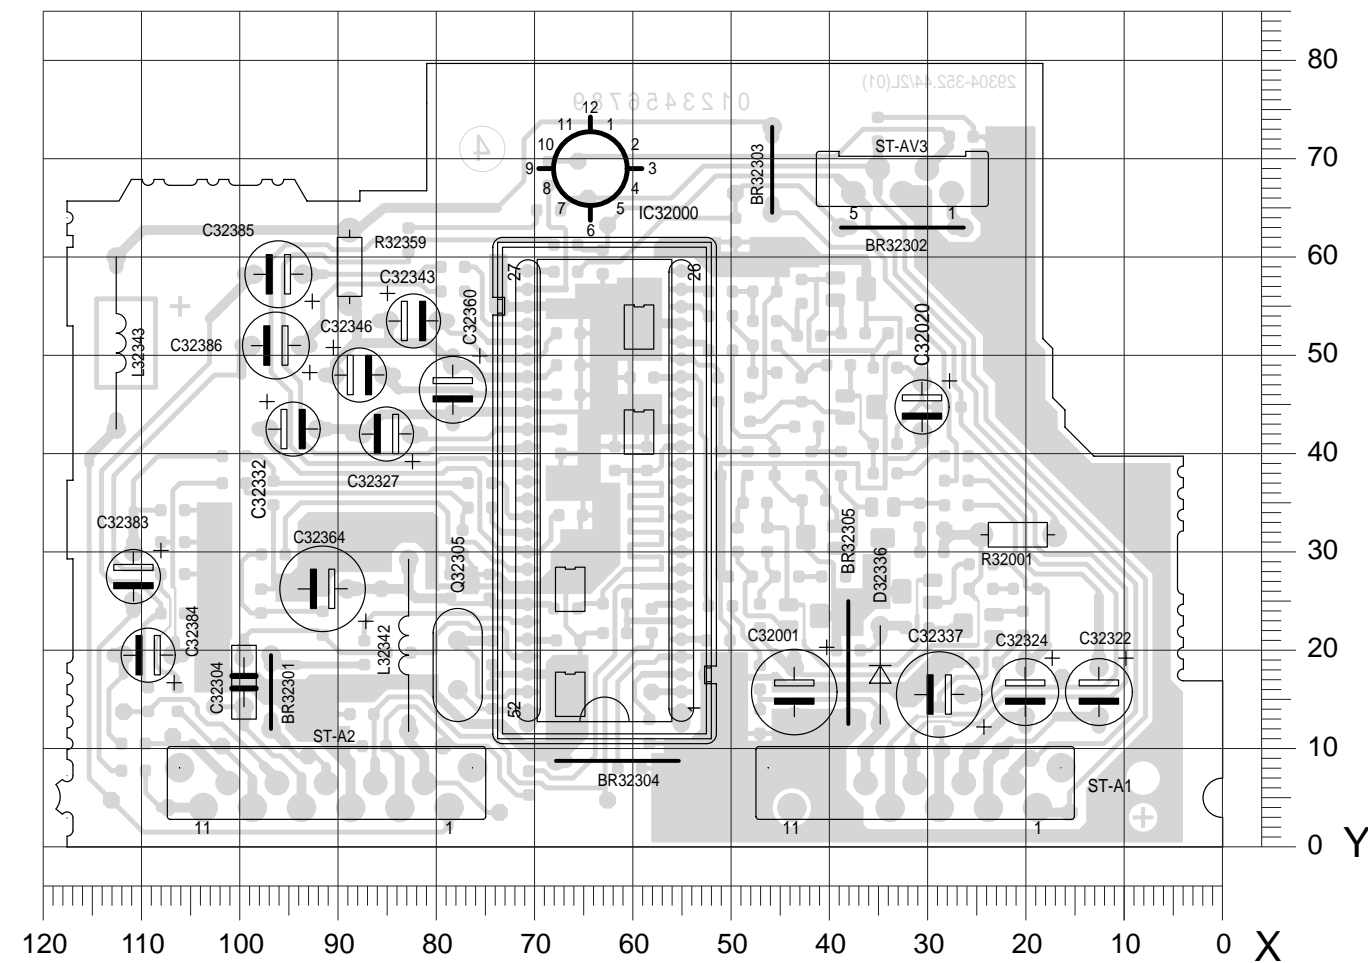 80
29304-352.44/2L(01)
0 1 2 3 4 5 6 7 8 9
12
11
1
10
2
4
9
3
8
4
7
5
6
IC32000
BR32303
ST-AV3
70
5
1
BR32302
C32385
R32359
60
C32343
27
26
C32360
C32346
C32386
L32343
C32020
50
40
C32332
C32327
C32383
C32364
Q32305
BR32305
D32336
R32001
30
C32384
L32342
C32304
BR32301
C32001
C32337
C32324
C32322
20
52
1
ST-A2
10
BR32304
ST-A1
11
1
11
1
0
Y
120
110
100
90
80
70
60
50
40
30
20
10
0
X